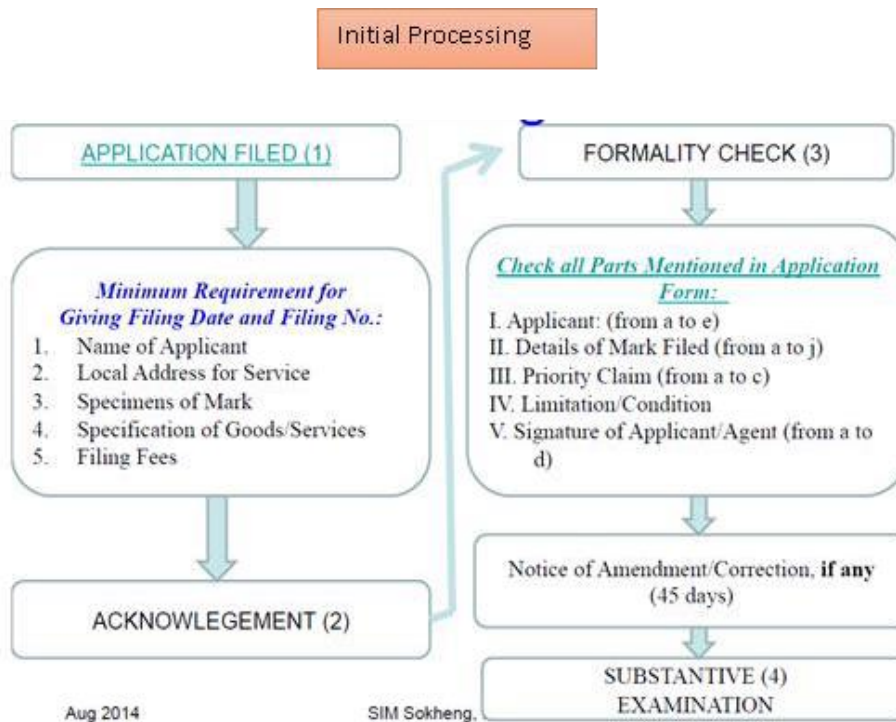 Initial Processing
APPLICATION FILED (1)
Minimum Requirement for
Giving Filing Date and Filing No.:
1. Name of Applicant
2. Local Address for Service
3. Specimens of Mark
4. Specification of Goods/Services
5. Filing Fees
ACKNOWLEGEMENT (2)
FORMALITY CHECK (3)
Check all Parts Mentioned in Application
Form:
I. Applicant: (from a to e)
II. Details of Mark Filed (from a to j)
III. Priority Claim (from a to c)
IV. Limitation/Condition
V. Signature of Applicant/Agent (from a to
d)
Notice of Amendment/Correction, if any
(45 days)
SUBSTANTIVE (4)
EXAMINATION
Aug 2014
SIM Sokheng,